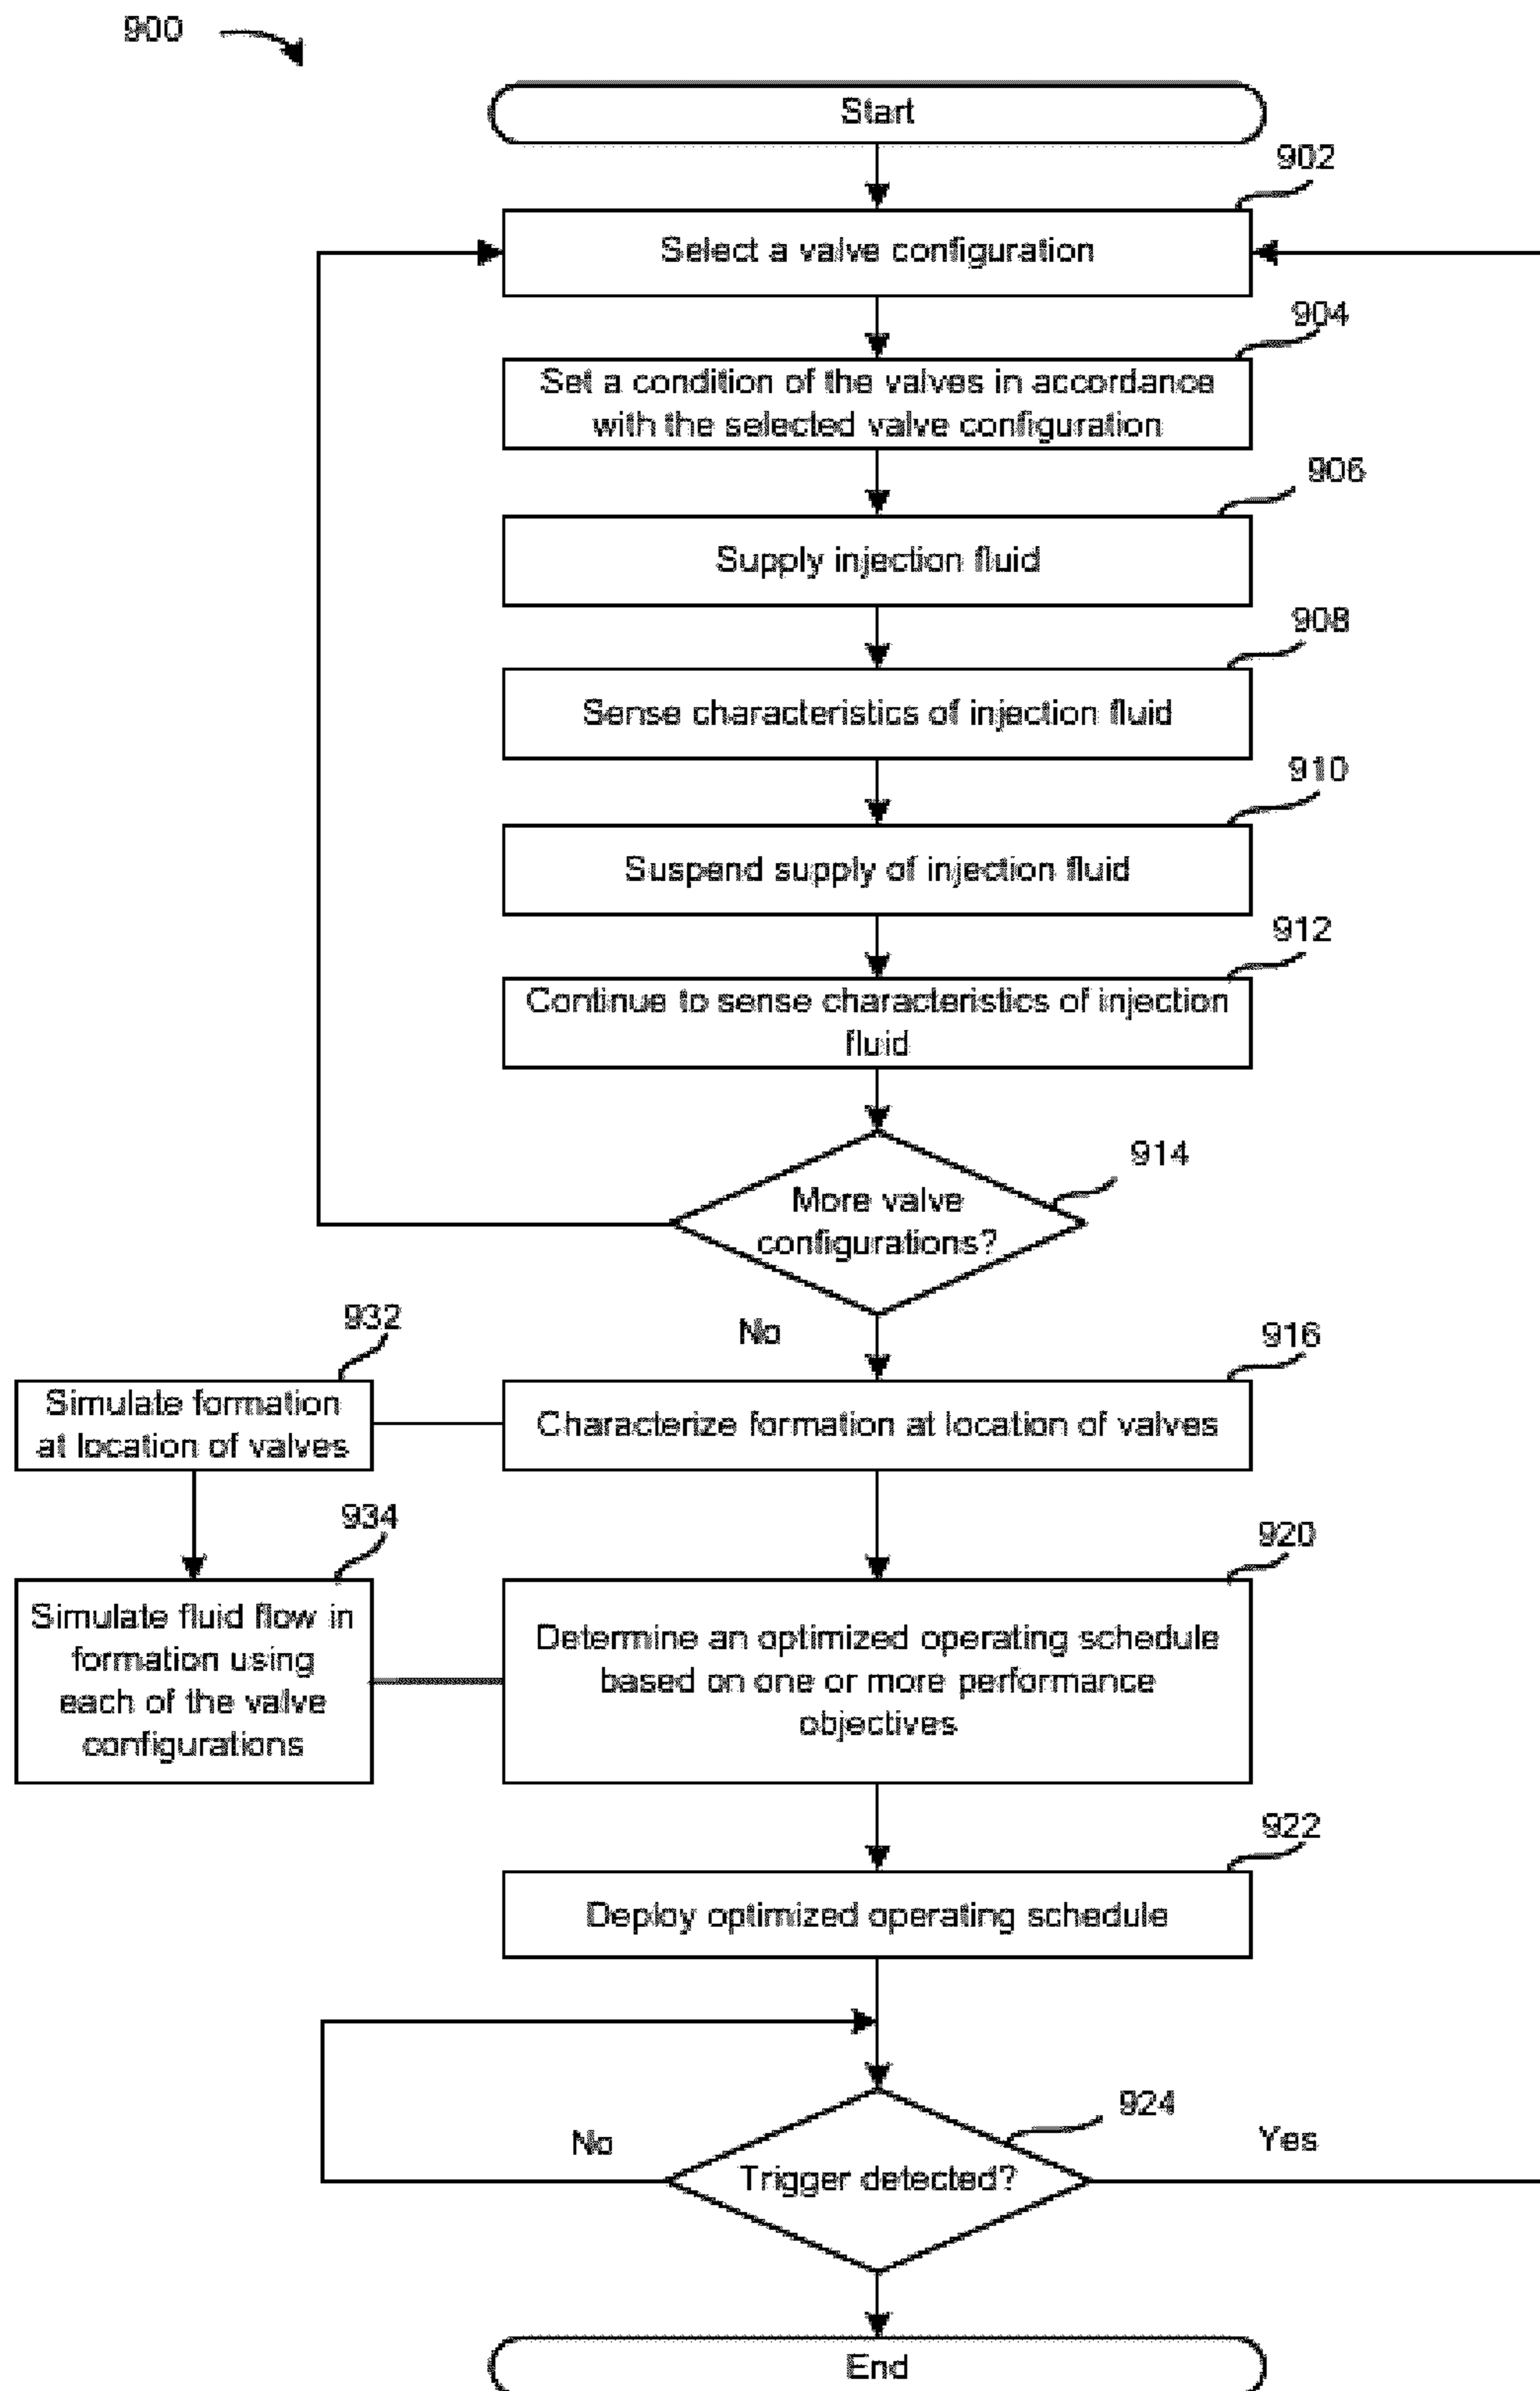 900
Start
902
Select a valve configuration
904
Set a condition of the valves in accordance
with the selected valve configuration
906
Supply injection fluid
908
Sense characteristics of injection fluid
910
Suspend supply of injection fluid
912
Continue to sense characteristics of injection
fluid
914
More valve
configurations?
No
932
Simulate formation
at location of valves
916
Characterize formation at location of valves
934
Simulate fluid flow in
formation using
each of the valve
configurations
920
Determine an optimized operating schedule
based on one or more performance
objectives
922
Deploy optimized operating schedule
924
No
Trigger detected?
Yes
End